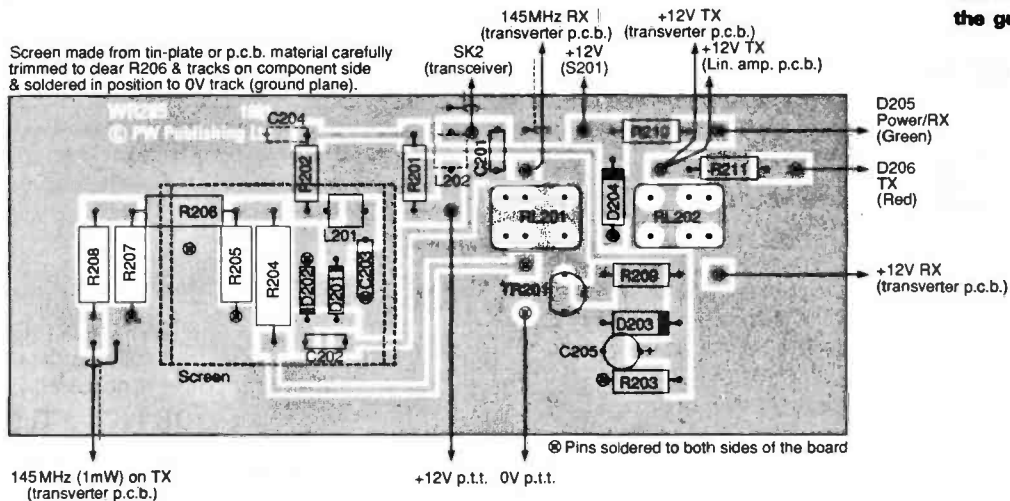 the gu
145MHz RX
(transverter p.c.b.)
+12V TX
(transverter p.c.b.)
SK2
(transceiver)
+12V
(S201)
+12V TX
(Lin. amp. p.c.b.)
Screen made from tin-plate or p.c.b. material carefully
trimmed to clear R206 & tracks on component side
& soldered in position to 0V track (ground plane).
D205
Power/RX
(Green)
© PW Publishing
C204
R202
R201
L202
C201
R210
R211
D206
TX
(Red)
D204
RL201
RL202
R208
R207
R206
R205
R204
L201
D202
D201
C203
C202
Screen
TR201
R209
D203
C205
+
R203
+12V RX
(transverter p.c.b.)
⊗ Pins soldered to both sides of the board
145MHz (1mW) on TX
(transverter p.c.b.)
+12V p.t.t.
0V p.t.t.